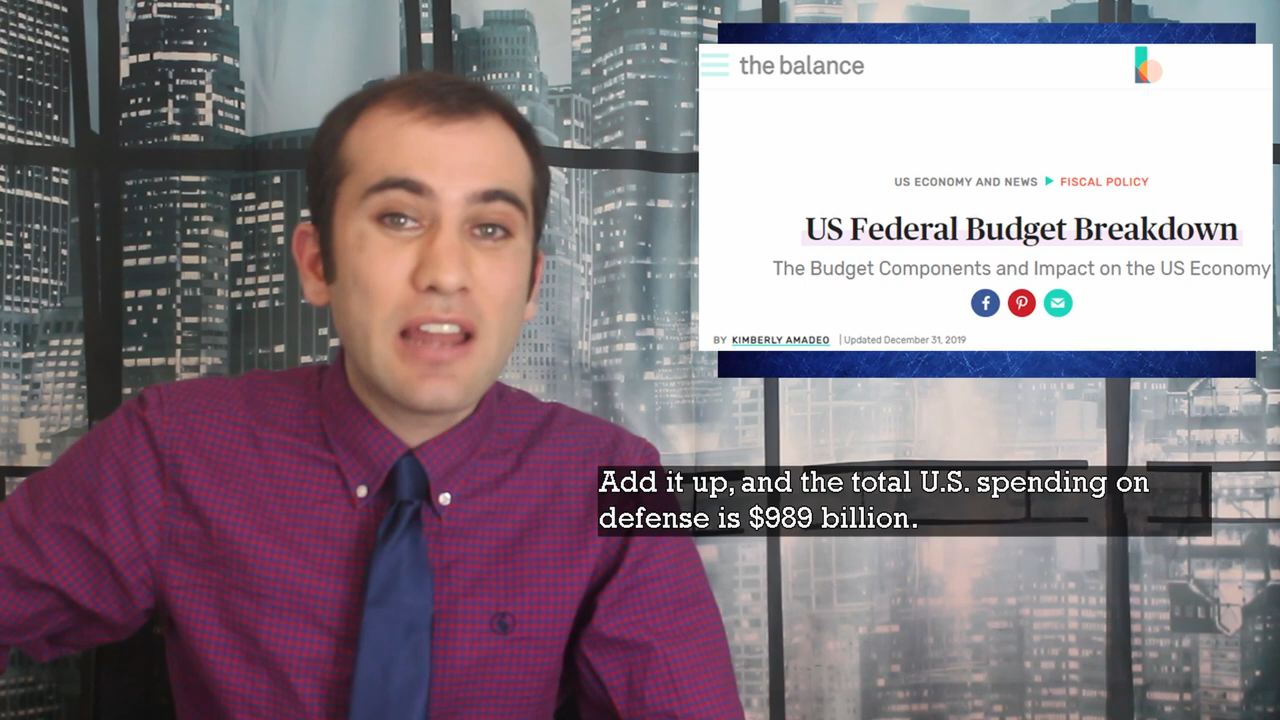 the balance
US ECONOMY AND NEWS ▶ FISCAL POLICY
US Federal Budget Breakdown
The Budget Components and Impact on the US Economy
BY KIMBERLY AMADEO | Updated December 31, 2019
Add it up, and the total U.S. spending on
defense is $989 billion.